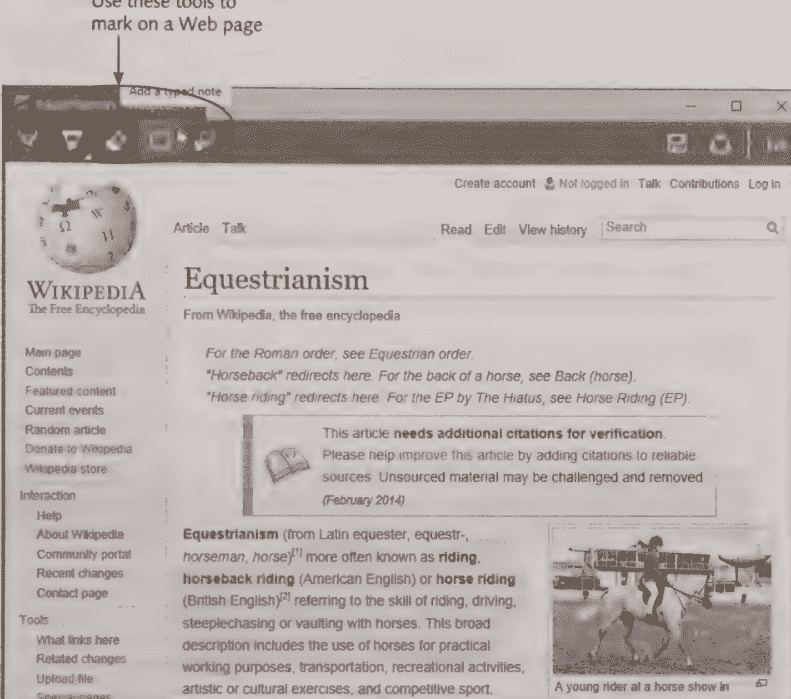 Use these tools to
mark on a Web page
Add a typed note
Create account Not logged in Talk Contributions Log in
Article Talk
Read Edit View history Search
WIKIPEDIA
The Free Encyclopedia
Equestrianism
From Wikipedia, the free encyclopedia
Main page
Contents
Featured content
Current events
Random article
Donate to Wikipedia
Wikipedia store
Interaction
Help
About Wikipedia
Community portal
Recent changes
Contact page
Tools
What links here
Related changes
Upload file
Special pages
For the Roman order, see Equestrian order.
"Horseback" redirects here. For the back of a horse, see Back (horse).
"Horse riding" redirects here. For the EP by The Hiatus, see Horse Riding (EP).
This article needs additional citations for verification.
Please help improve this article by adding citations to reliable
sources. Unsourced material may be challenged and removed
(February 2014)
Equestrianism (from Latin equester, equestr-,
horseman, horse)[1] more often known as riding,
horseback riding (American English) or horse riding
(British English)[2] referring to the skill of riding, driving,
steeplechasing or vaulting with horses. This broad
description includes the use of horses for practical
working purposes, transportation, recreational activities,
artistic or cultural exercises, and competitive sport.
A young rider at a horse show in